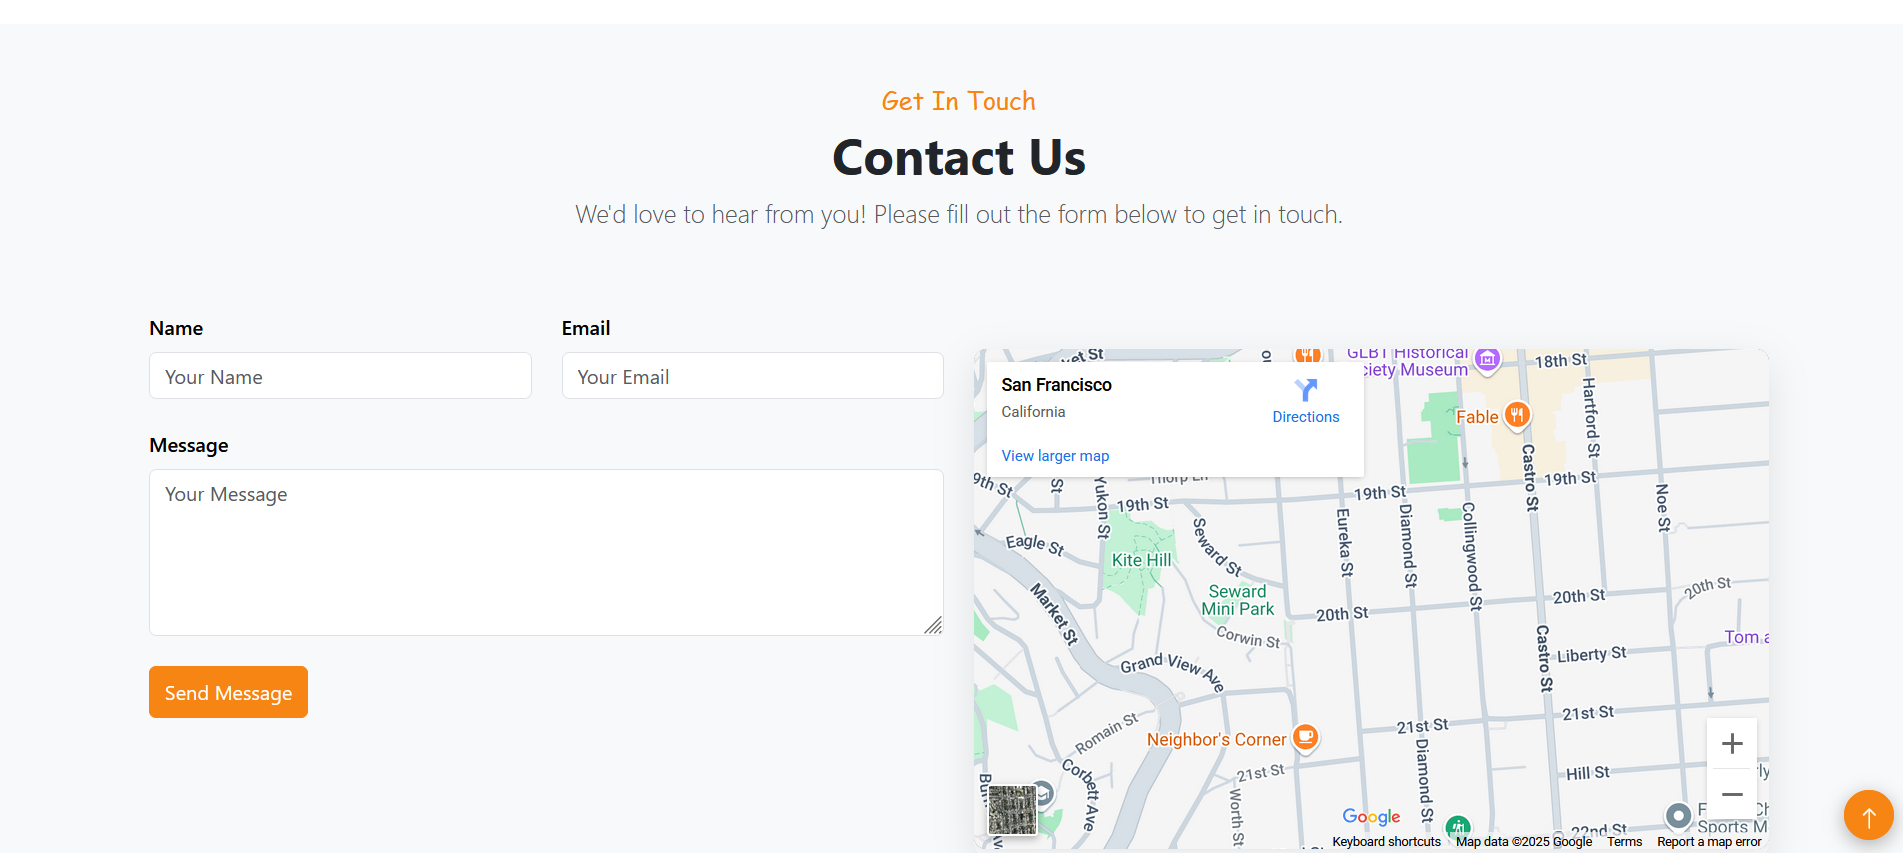 Get In Touch
Contact Us
We'd love to hear from you! Please fill out the form below to get in touch.
Name
Email
Your Name
Your Email
Message
Your Message
Send Message
San Francisco
California
Directions
View larger map
GLBT Historical
ciety Museum
18th St
Hartford St
Fable
Castro St
19th St
19th St
19th St
9th St
St
Yukon St
Noe St
Eagle St
Kite Hill
Seward St
Eureka St
Diamond St
Collingwood St
Seward
Mini Park
20th St
20th St
20th St
Market St
Corwin St
Castro St
Liberty St
Tom a
Grand View Ave
21st St
21st St
Romain St
Neighbor's Corner
21st St
Diamond St
Hill St
Corbett Ave
Worth St
Google
Sports M
22nd St
Keyboard shortcuts
Map data ©2025 Google
Terms
Report a map error